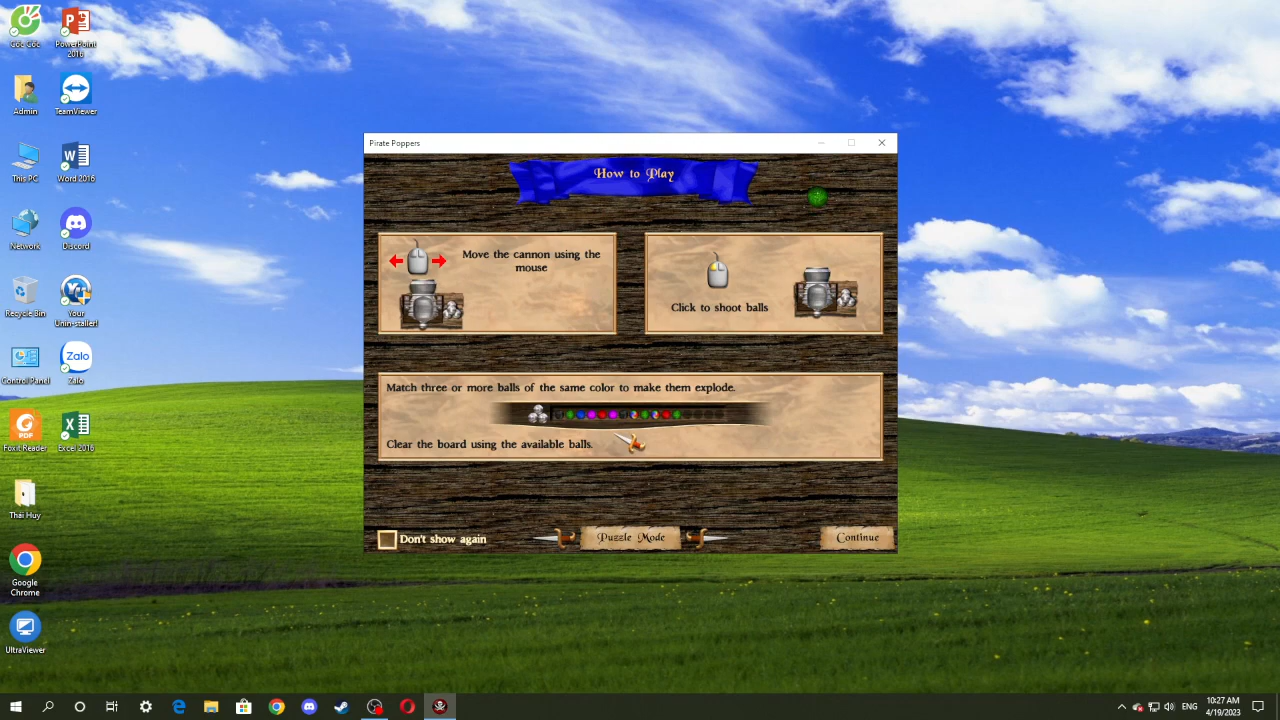 Cốc Cốc
PowerPoint
2016
Admin
TeamViewer
This PC
Word 2016
Network
Discord
Recycle Bin
Your
Unin-staller!
Control Panel
Zalo
Foxit Reader
Excel 2016
Thái Huy
Google
Chrome
UltraViewer
Pirate Poppers
How to Play
Move the cannon using the
mouse
Click to shoot balls
Match three or more balls of the same color to make them explode.
Clear the board using the available balls.
Don't show again
Puzzle Mode
Continue
ENG
10:27 AM
4/19/2023